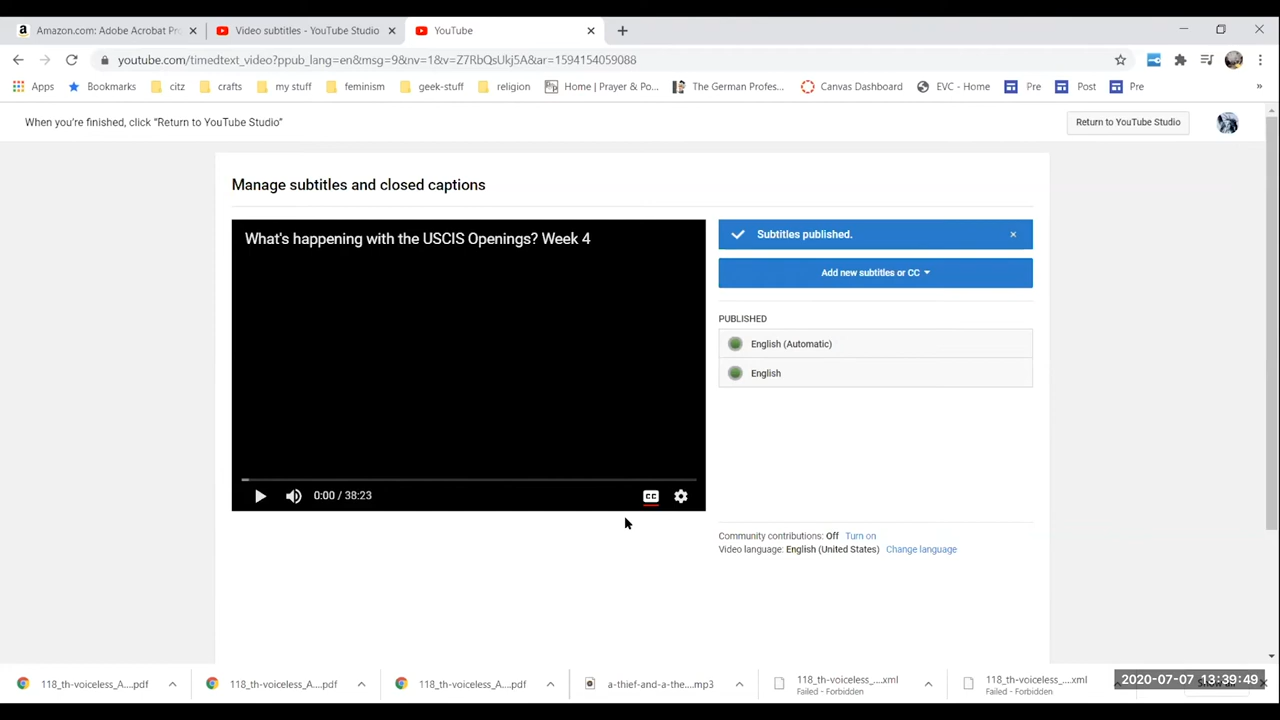 Amazon.com: Adobe Acrobat Pr
Video subtitles - YouTube Studio
YouTube
youtube.com/timedtext_video?ppub_lang=en&msg=9&nv=1&v=Z7RbQsUkj5A&ar=1594154059088
Apps
Bookmarks
citz
crafts
my stuff
feminism
geek-stuff
religion
Home | Prayer & Po...
The German Profes...
Canvas Dashboard
EVC - Home
Pre
Post
Pre
»
When you're finished, click "Return to YouTube Studio"
Return to YouTube Studio
Manage subtitles and closed captions
What's happening with the USCIS Openings? Week 4
Subtitles published.
Add new subtitles or CC
PUBLISHED
English (Automatic)
English
0:00 / 38:23
CC
Community contributions: Off Turn on
Video language: English (United States) Change language
118_th-voiceless_A....pdf
118_th-voiceless_A....pdf
118_th-voiceless_A....pdf
a-thief-and-a-the....mp3
118_th-voiceless_....xml
Failed - Forbidden
118_th-voiceless_....xml
Failed - Forbidden
2020-07-07 13:39:49